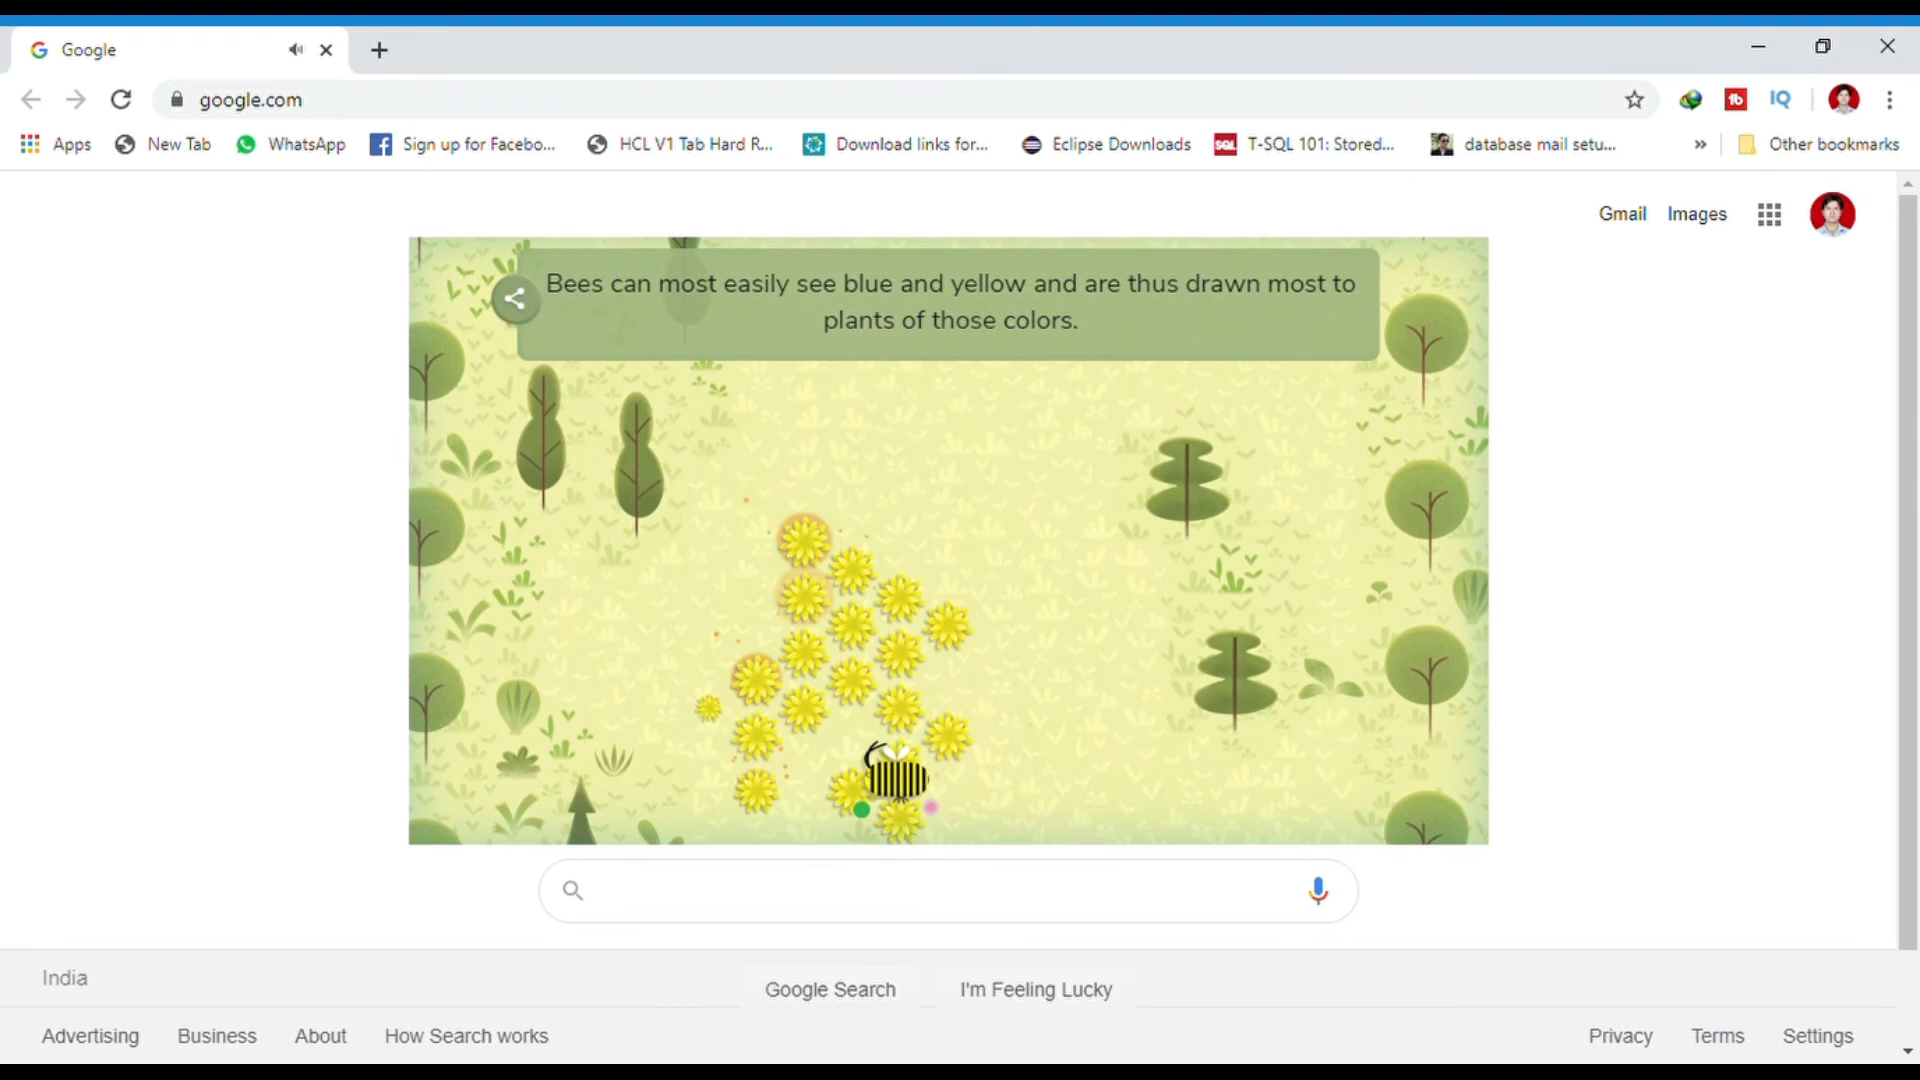 Google
google.com
Apps
New Tab
WhatsApp
Sign up for Facebo...
HCL V1 Tab Hard R...
Download links for...
Eclipse Downloads
SQL
T-SQL 101: Stored...
database mail setu...
»
Other bookmarks
IQ
Gmail
Images
Bees can most easily see blue and yellow and are thus drawn most to
plants of those colors.
India
Google Search
I'm Feeling Lucky
Advertising
Business
About
How Search works
Privacy
Terms
Settings